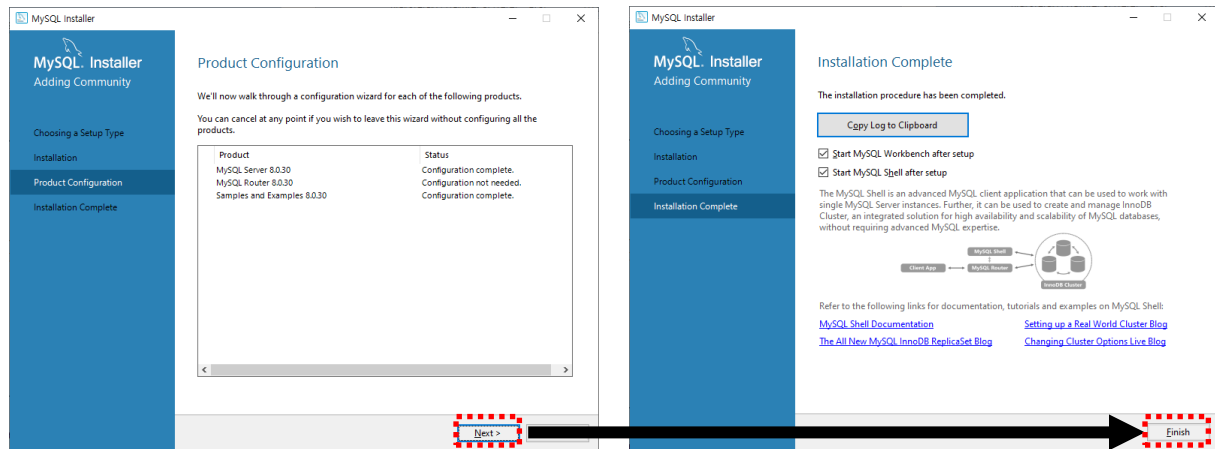 MySQL Installer
MySQL. Installer
Adding Community
Choosing a Setup Type
Installation
Product Configuration
Installation Complete
Product Configuration
We'll now walk through a configuration wizard for each of the following products.
You can cancel at any point if you wish to leave this wizard without configuring all the
products.
Product Status
MySQL Server 8.0.30 Configuration complete.
MySQL Router 8.0.30 Configuration not needed.
Samples and Examples 8.0.30 Configuration complete.
Next >
MySQL Installer
MySQL. Installer
Adding Community
Choosing a Setup Type
Installation
Product Configuration
Installation Complete
Installation Complete
The installation procedure has been completed.
Copy Log to Clipboard
Start MySQL Workbench after setup
Start MySQL Shell after setup
The MySQL Shell is an advanced MySQL client application that can be used to work with
single MySQL Server instances. Further, it can be used to create and manage InnoDB
Cluster, an integrated solution for high availability and scalability of MySQL databases,
without requiring advanced MySQL expertise.
MySQL Shell
Client App
MySQL Router
InnoDB Cluster
Refer to the following links for documentation, tutorials and examples on MySQL Shell:
MySQL Shell Documentation Setting up a Real World Cluster Blog
The All New MySQL InnoDB ReplicaSet Blog Changing Cluster Options Live Blog
Finish